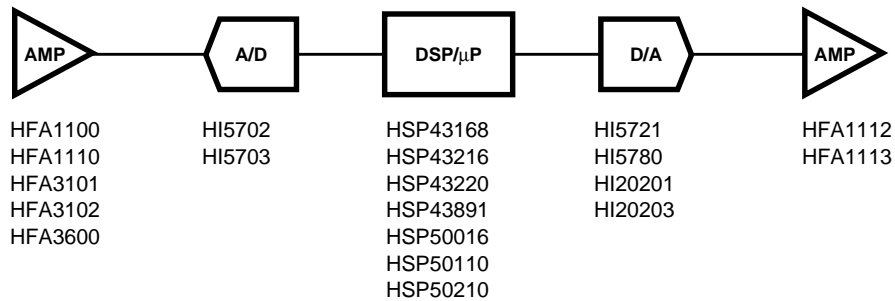 AMP
A/D
DSP/μP
D/A
AMP
HFA1100
HFA1110
HFA3101
HFA3102
HFA3600
HI5702
HI5703
HSP43168
HSP43216
HSP43220
HSP43891
HSP50016
HSP50110
HSP50210
HI5721
HI5780
HI20201
HI20203
HFA1112
HFA1113